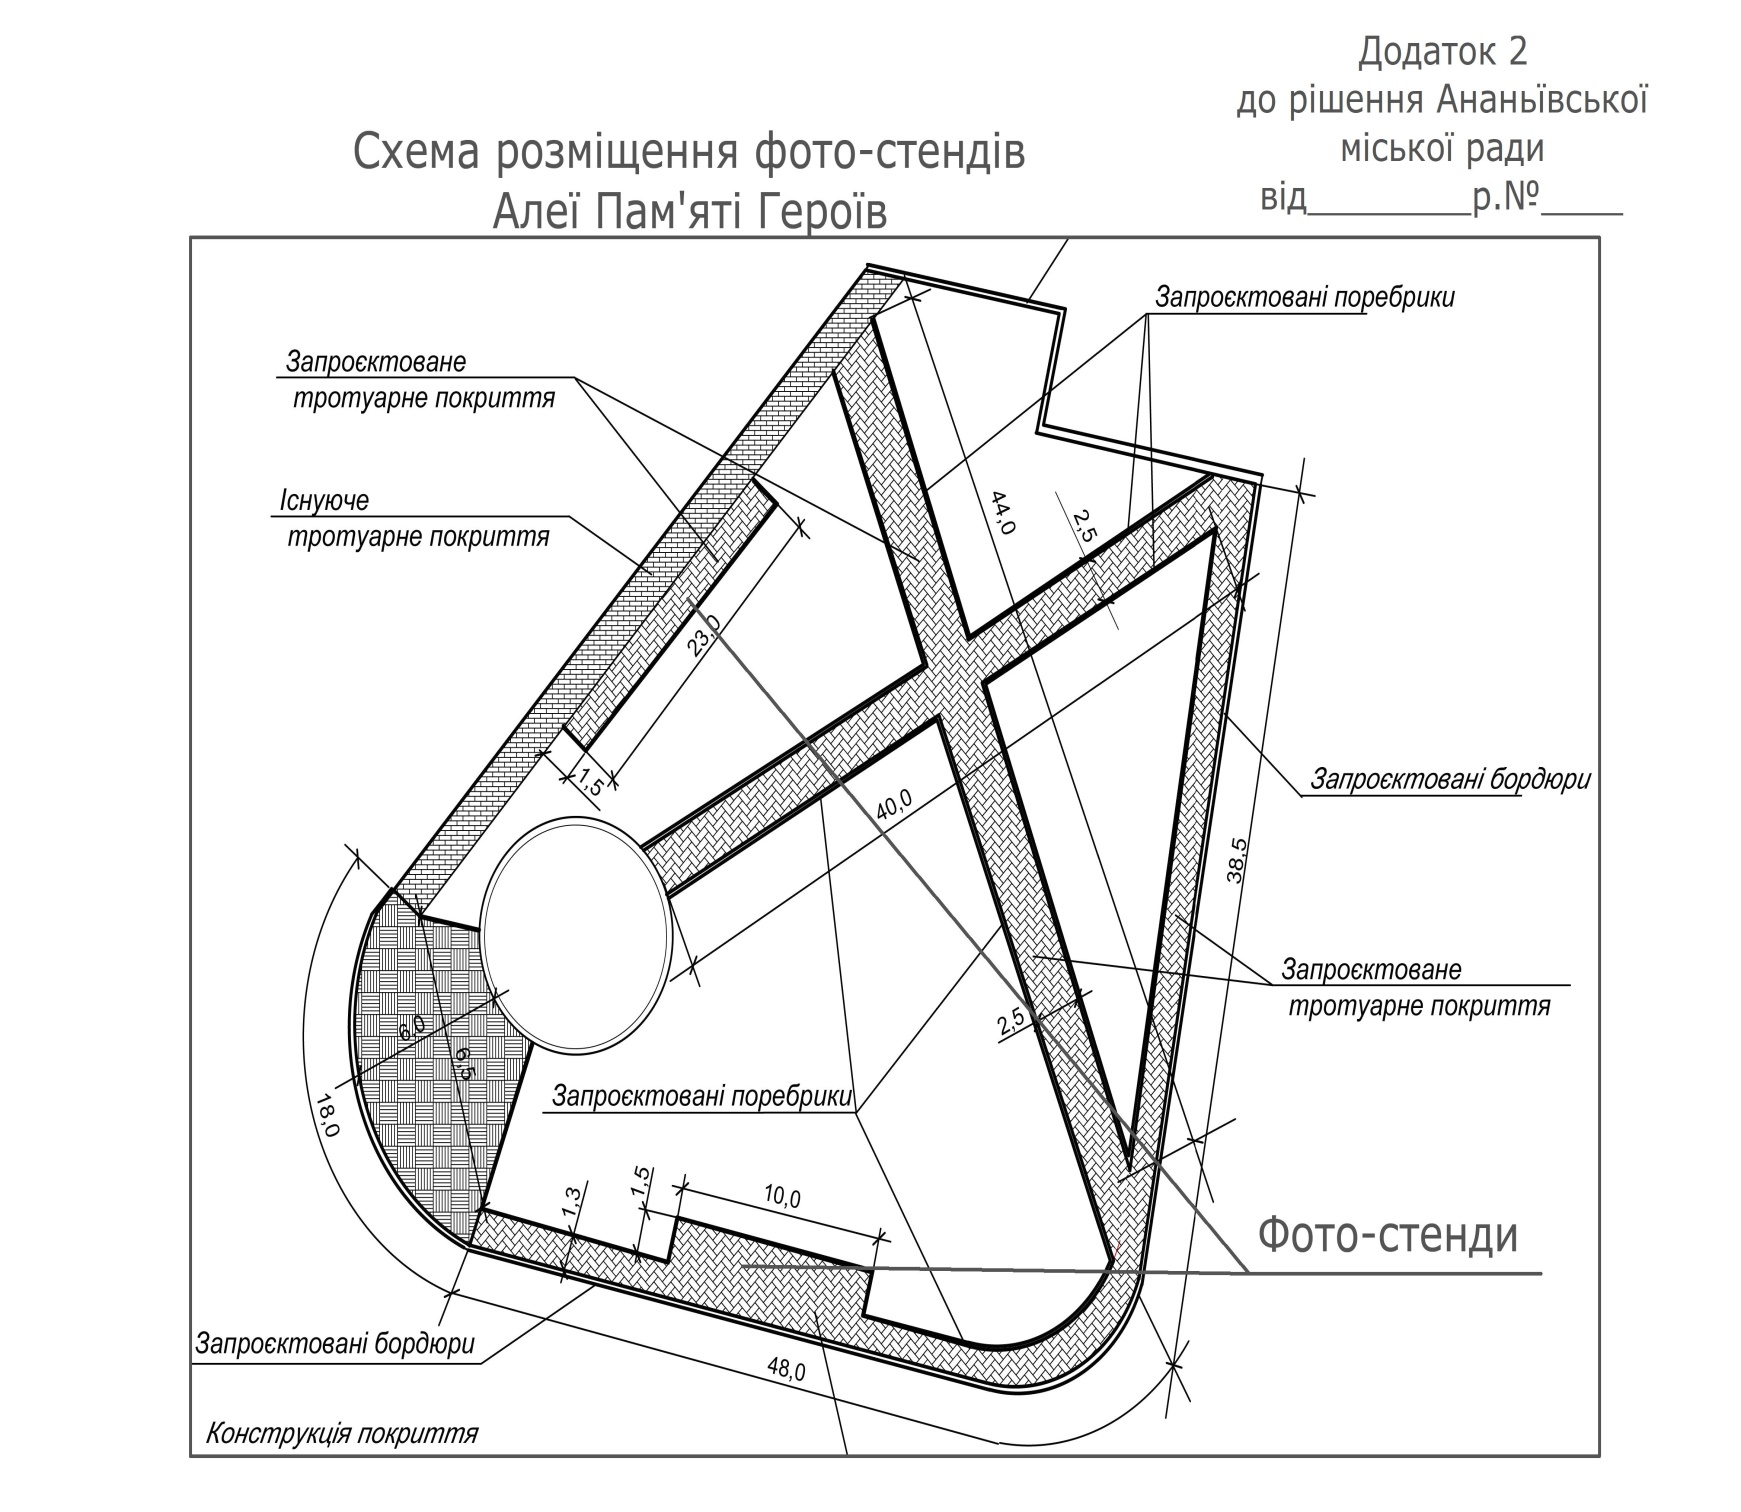 Додаток 2
до рішення Ананьївської
міської ради
від________р.№____
Схема розміщення фото-стендів
Алеї Пам'яті Героїв
Запроєктовані поребрики
Запроєктоване
тротуарне покриття
Існуюче
тротуарне покриття
44,0
2,5
23,0
1,5
40,0
Запроєктовані бордюри
38,5
Запроєктоване
тротуарне покриття
2,5
6,0
6,5
18,0
Запроєктовані поребрики
1,3
1,5
10,0
Фото-стенди
Запроєктовані бордюри
48,0
Конструкція покриття